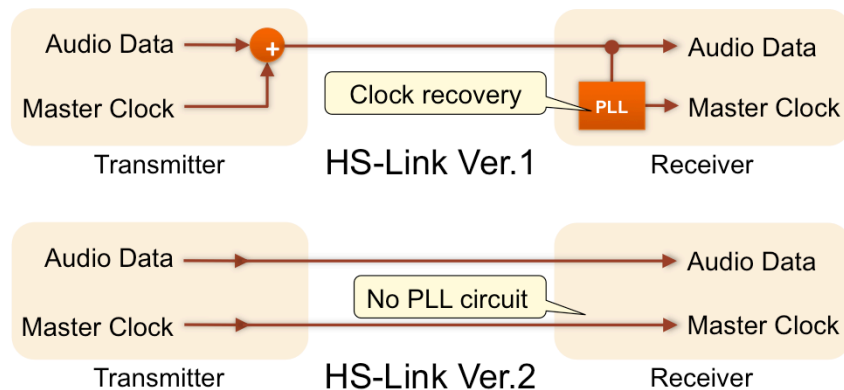 Audio Data
+
Audio Data
Clock recovery
Master Clock
PLL
Master Clock
Transmitter
HS-Link Ver.1
Receiver
Audio Data
Audio Data
No PLL circuit
Master Clock
Master Clock
Transmitter
HS-Link Ver.2
Receiver